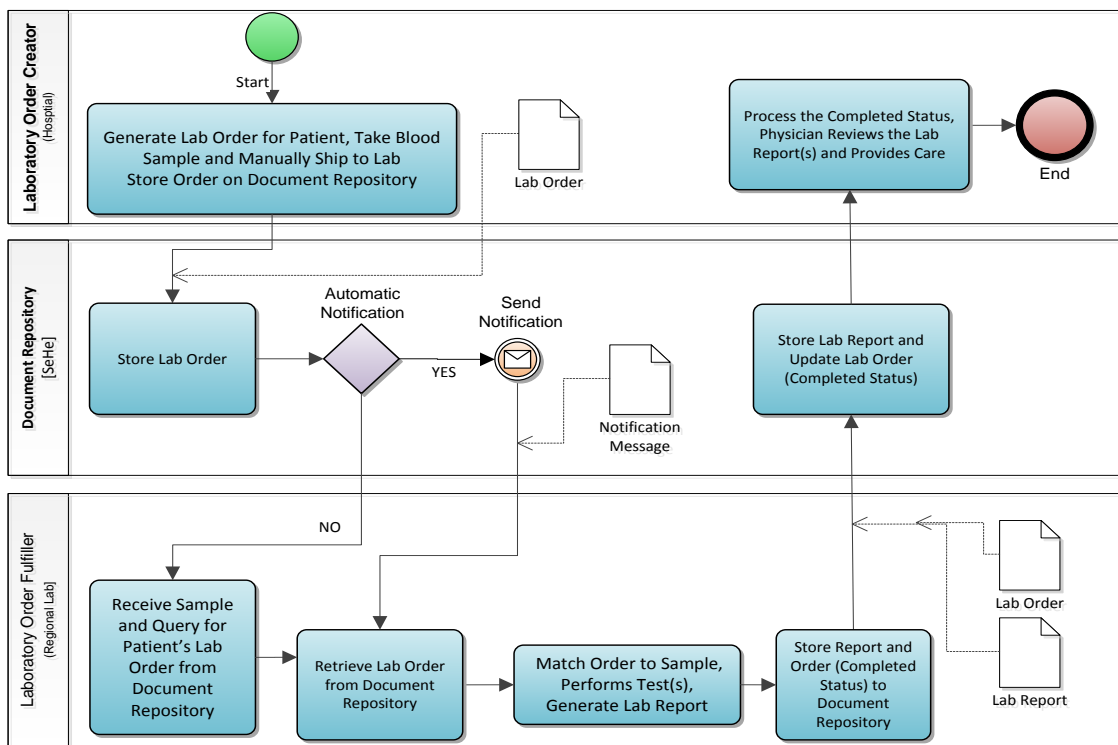 Laboratory Order Creator
(Hosptial)
Start
Generate Lab Order for Patient, Take Blood
Sample and Manually Ship to Lab
Store Order on Document Repository
Lab Order
Process the Completed Status,
Physician Reviews the Lab
Report(s) and Provides Care
End
Document Repository
[SeHe]
Store Lab Order
Automatic
Notification
YES
Send
Notification
Notification
Message
Store Lab Report and
Update Lab Order
(Completed Status)
Laboratory Order Fulfiller
(Regional Lab]
NO
Receive Sample
and Query for
Patient’s Lab
Order from
Document
Repository
Retrieve Lab Order
from Document
Repository
Match Order to Sample,
Performs Test(s),
Generate Lab Report
Store Report and
Order (Completed
Status) to
Document
Repository
Lab Order
Lab Report